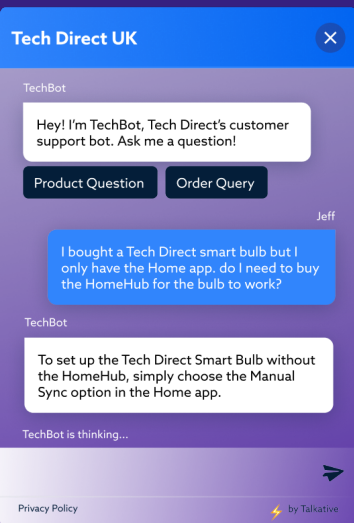 Tech Direct UK
TechBot
Hey! I'm TechBot, Tech Direct's customer
support bot. Ask me a question!
Product Question
Order Query
Jeff
I bought a Tech Direct smart bulb but I
only have the Home app. do I need to buy
the HomeHub for the bulb to work?
TechBot
To set up the Tech Direct Smart Bulb without
the HomeHub, simply choose the Manual
Sync option in the Home app.
TechBot is thinking...
Privacy Policy
by Talkative